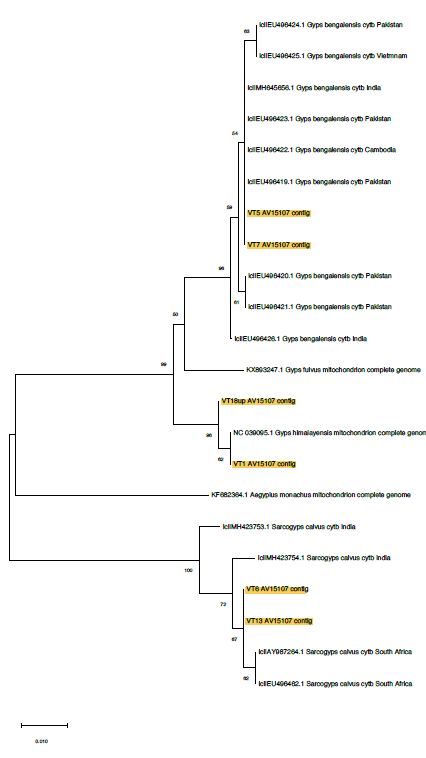 63
lcl|EU496424.1 Gyps bengalensis cytb Pakistan
lcl|EU496425.1 Gyps bengalensis cytb Vietmnam
lcl|MH645656.1 Gyps bengalensis cytb India
lcl|EU496423.1 Gyps bengalensis cytb Pakistan
54
lcl|EU496422.1 Gyps bengalensis cytb Cambodia
lcl|EU496419.1 Gyps bengalensis cytb Pakistan
59
VT5 AV15107 contig
VT7 AV15107 contig
96
lcl|EU496420.1 Gyps bengalensis cytb Pakistan
61
lcl|EU496421.1 Gyps bengalensis cytb Pakistan
50
lcl|EU496426.1 Gyps bengalensis cytb India
99
KX893247.1 Gyps fulvus mitochondrion complete genome
VT18up AV15107 contig
96
NC 039095.1 Gyps himalayensis mitochondrion complete genom
62
VT1 AV15107 contig
KF682364.1 Aegypius monachus mitochondrion complete genome
lcl|MH423753.1 Sarcogyps calvus cytb India
100
lcl|MH423754.1 Sarcogyps calvus cytb India
VT6 AV15107 contig
72
VT13 AV15107 contig
67
lcl|AY987264.1 Sarcogyps calvus cytb South Africa
62
lcl|EU496462.1 Sarcogyps calvus cytb South Africa
0.010